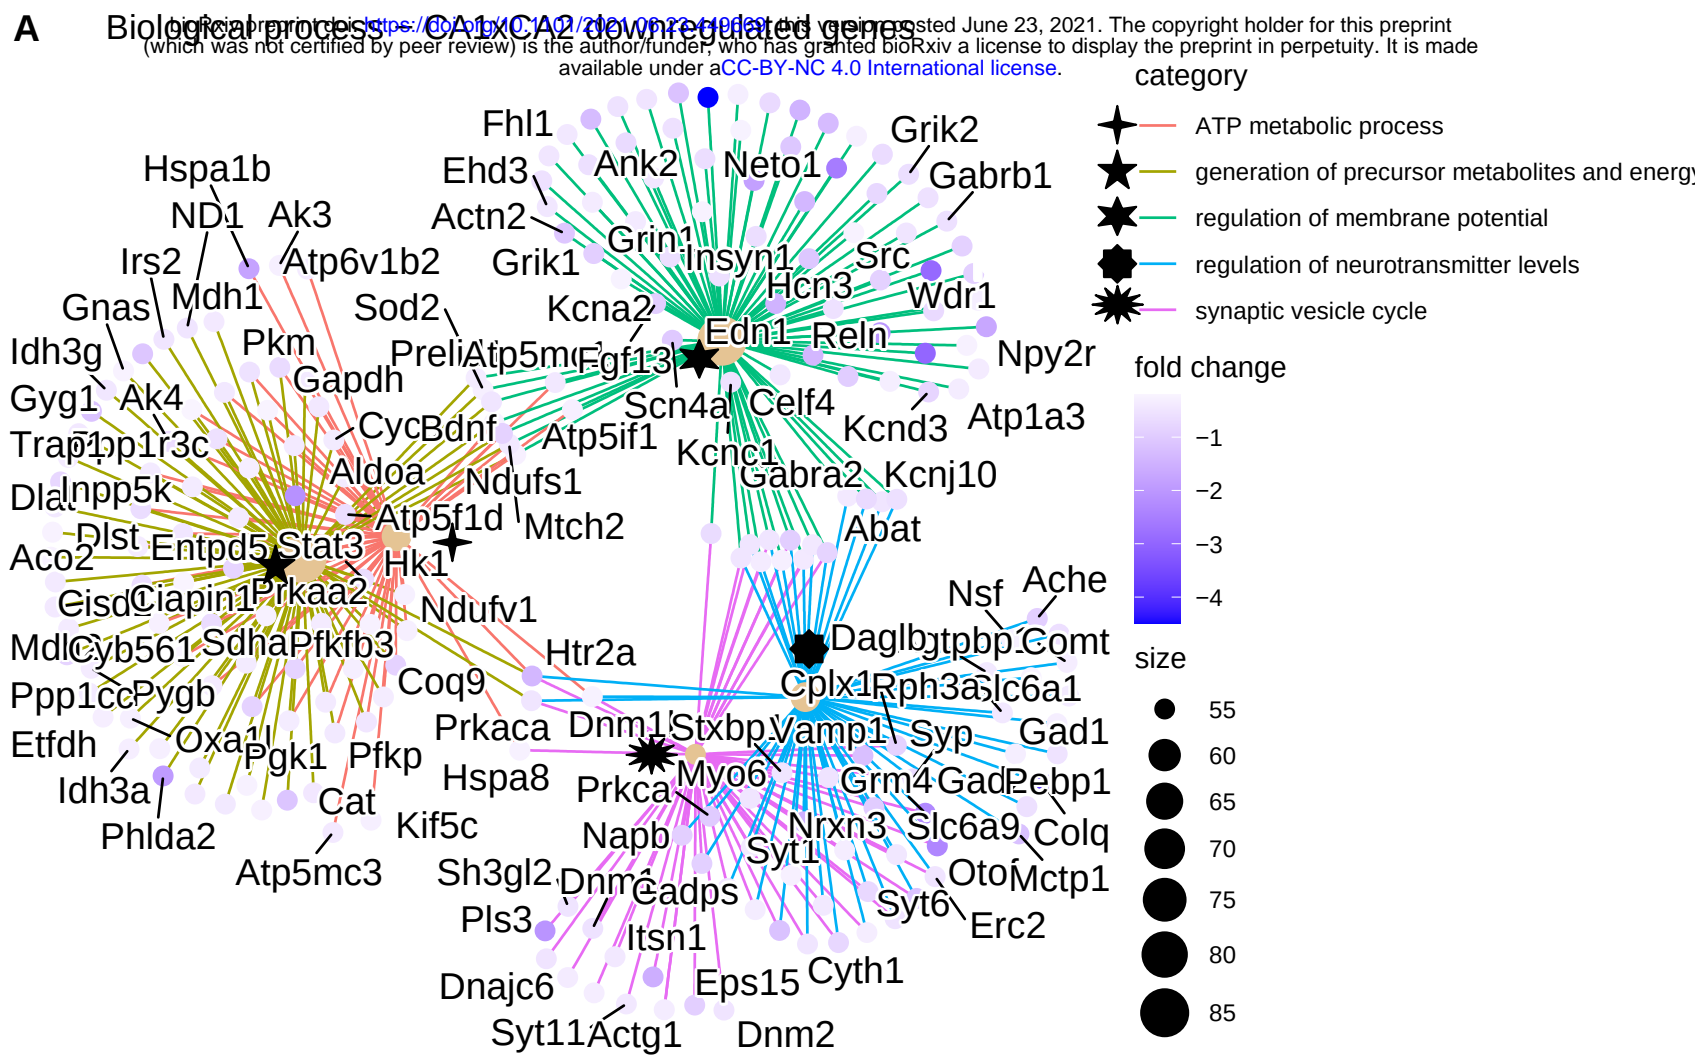 A
Biological process – CA1xCA2 downregulated genes
bioRxiv preprint doi: https://doi.org/10.1101/2021.06.23.449669; this version posted June 23, 2021. The copyright holder for this preprint
(which was not certified by peer review) is the author/funder, who has granted bioRxiv a license to display the preprint in perpetuity. It is made
available under aCC-BY-NC 4.0 International license.
category
ATP metabolic process
generation of precursor metabolites and energy
regulation of membrane potential
regulation of neurotransmitter levels
synaptic vesicle cycle
fold change
−1
−2
−3
−4
size
55
60
65
70
75
80
85
Fhl1
Grik2
Hspa1b
Ehd3
Ank2
Neto1
Gabrb1
ND1
Ak3
Actn2
Irs2
Atp6v1b2
Grik1
Grin1
Insyn1
Src
Gnas
Mdh1
Sod2
Kcna2
Hcn3
Wdr1
Idh3g
Pkm
Edn1
Reln
Npy2r
Gyg1
Ak4
Gapdh
Fgf13
Scn4a
Celf4
Atp1a3
Bdnf
Atp5if1
Kcnc1
Kcnd3
Trap1
Aldoa
Ndufs1
Gabra2
Kcnj10
Inpp5k
Atp5f1d
Mtch2
Abat
Dlst
Aco2
Entpd5
Stat3
Hk1
Ciapin1
Prkaa2
Ndufv1
Nsf
Ache
Cyb561
Sdha
Pfkfb3
Htr2a
Daglb
Comt
Ppp1cc
Pygb
Coq9
Cplx1
Rph3a
Slc6a1
Etfdh
Pgk1
Pfkp
Prkaca
Vamp1
Syp
Gad1
Idh3a
Cat
Hspa8
Prkca
Myo6
Grm4
Pebp1
Phlda2
Kif5c
Napb
Nrxn3
Slc6a9
Colq
Atp5mc3
Sh3gl2
Cadps
Syt1
Mctp1
Pls3
Itsn1
Syt6
Erc2
Dnajc6
Eps15
Cyth1
Syt11
Actg1
Dnm2